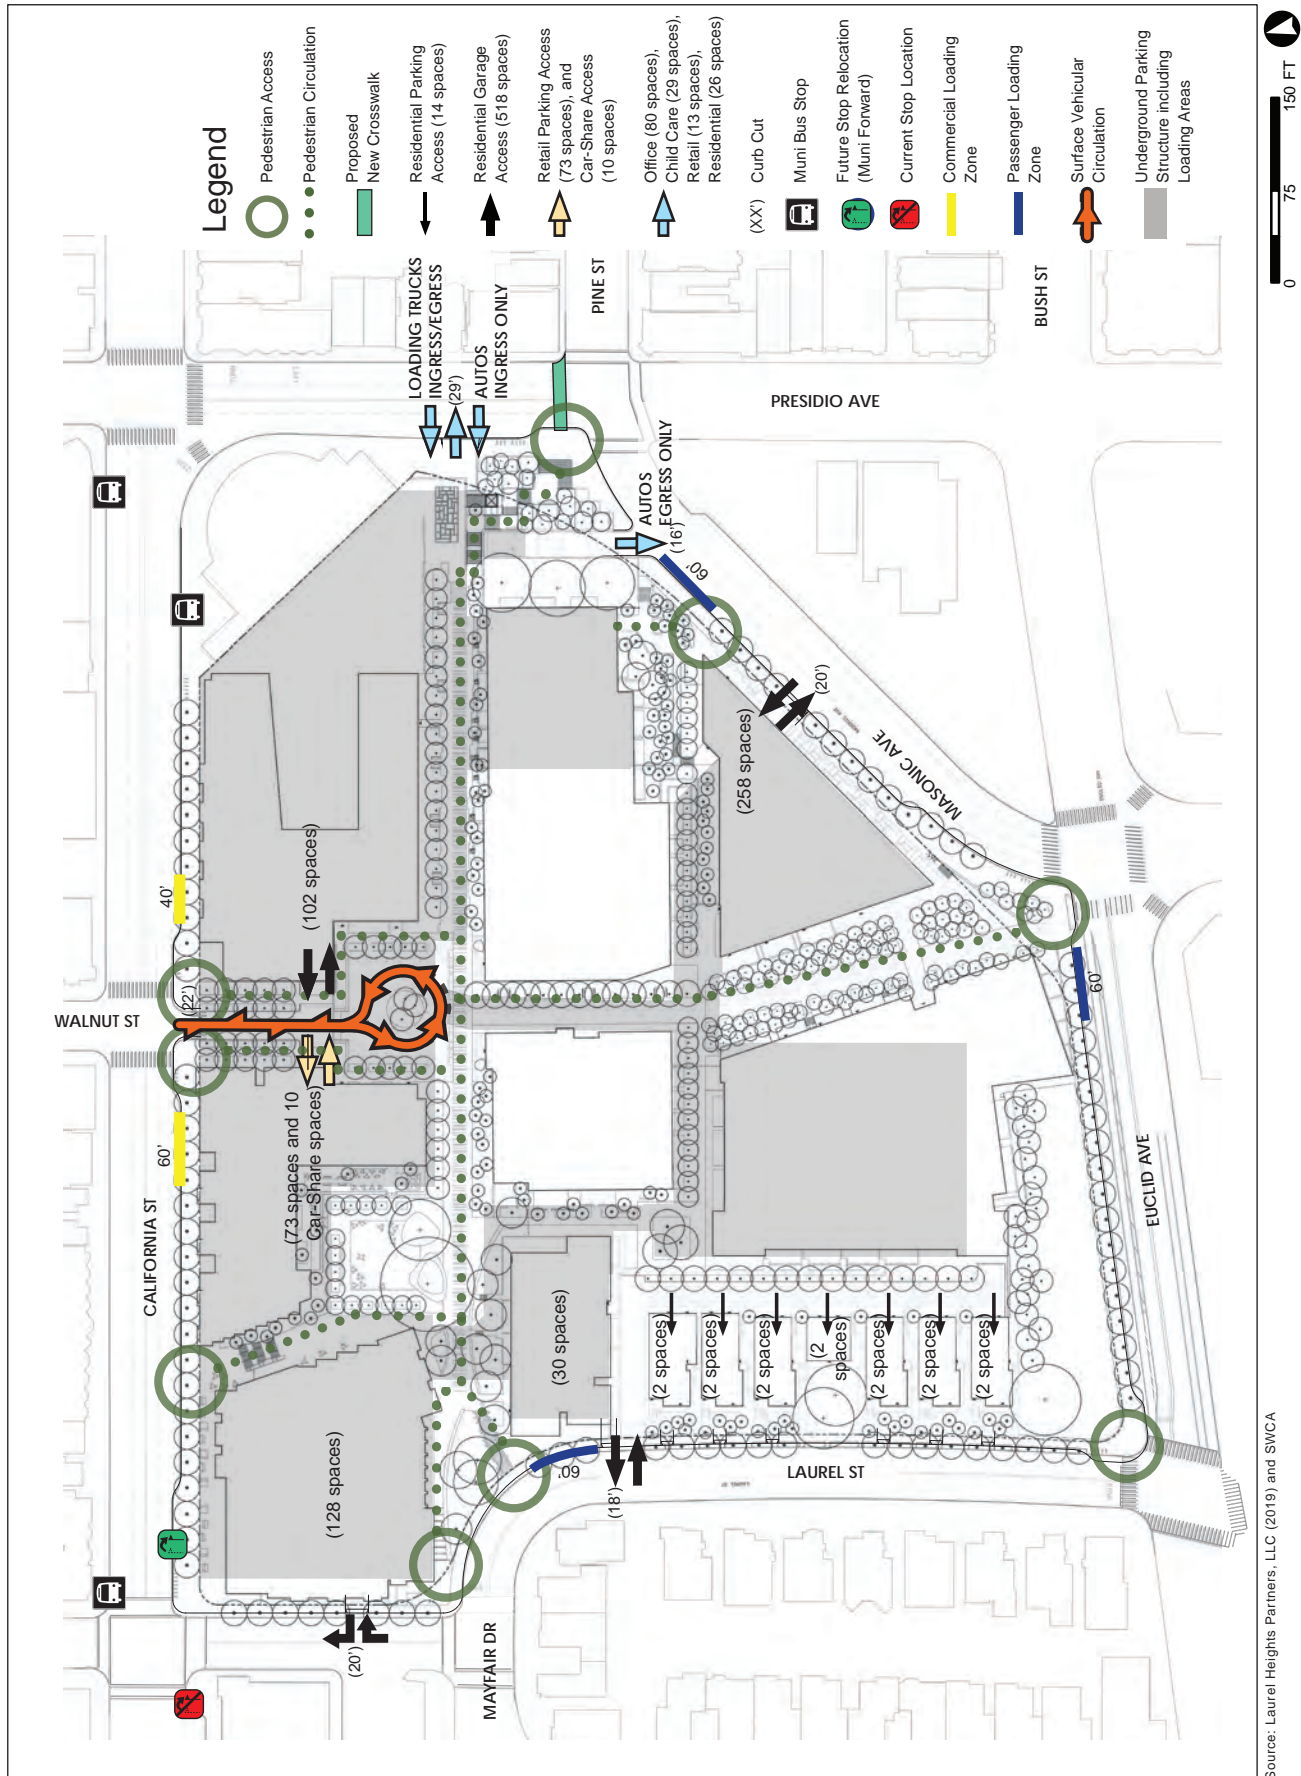 Legend
Pedestrian Access
Pedestrian Circulation
Proposed
New Crosswalk
Residential Parking
Access (14 spaces)
Residential Garage
Access (518 spaces)
Retail Parking Access
(73 spaces), and
Car-Share Access
(10 spaces)
Office (80 spaces),
Child Care (29 spaces),
Retail (13 spaces),
Residential (26 spaces)
(XX') Curb Cut
Muni Bus Stop
Future Stop Relocation
(Muni Forward)
Current Stop Location
Commercial Loading
Zone
Passenger Loading
Zone
Surface Vehicular
Circulation
Underground Parking
Structure including
Loading Areas
0 75 150 FT
LOADING TRUCKS
INGRESS/EGRESS
(29')
AUTOS
INGRESS ONLY
PINE ST
BUSH ST
PRESIDIO AVE
AUTOS
EGRESS ONLY
(16')
60'
(20')
MASONIC AVE
(258 spaces)
40'
(102 spaces)
(22')
WALNUT ST
60'
(73 spaces and 10
Car-Share spaces)
CALIFORNIA ST
60'
EUCLID AVE
(30 spaces)
(2 spaces)
(2 spaces)
(2 spaces)
(2
spaces)
(2 spaces)
(2 spaces)
(2 spaces)
(128 spaces)
60'
(18')
LAUREL ST
(20')
MAYFAIR DR
Source: Laurel Heights Partners, LLC (2019) and SWCA